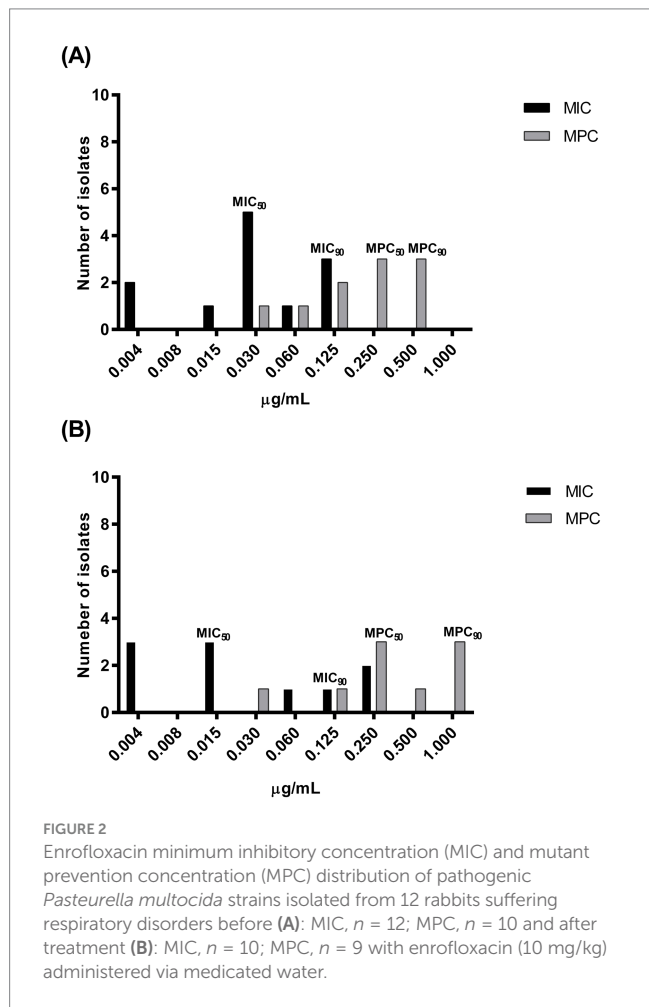 (A)
MIC
MPC
Number of isolates
10
8
6
4
2
0
MIC50
MIC90
MPC50 MPC90
0.004 0.008 0.015 0.030 0.060 0.125 0.250 0.500 1.000
µg/mL
(B)
MIC
MPC
Numeber of isolates
10
8
6
4
2
0
MIC50
MIC90
MPC50
MPC90
0.004 0.008 0.015 0.030 0.060 0.125 0.250 0.500 1.000
µg/mL
FIGURE 2
Enrofloxacin minimum inhibitory concentration (MIC) and mutant
prevention concentration (MPC) distribution of pathogenic
Pasteurella multocida strains isolated from 12 rabbits suffering
respiratory disorders before (A): MIC, n = 12; MPC, n = 10 and after
treatment (B): MIC, n = 10; MPC, n = 9 with enrofloxacin (10 mg/kg)
administered via medicated water.